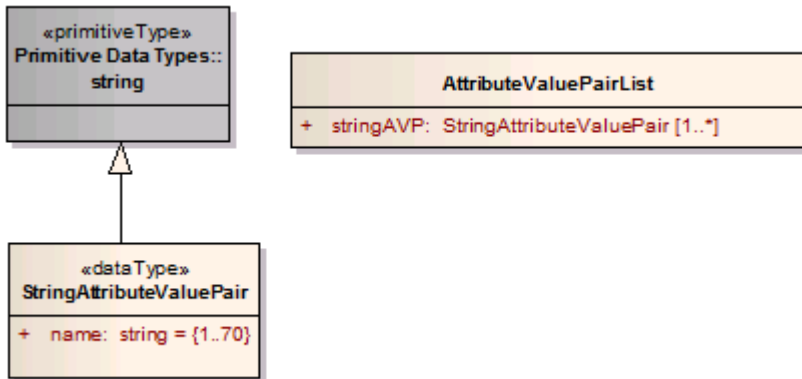 «primitiveType»
Primitive Data Types::
string
AttributeValuePairList
+ stringAVP: StringAttributeValuePair [1..*]
«dataType»
StringAttributeValuePair
+ name: string = {1..70}